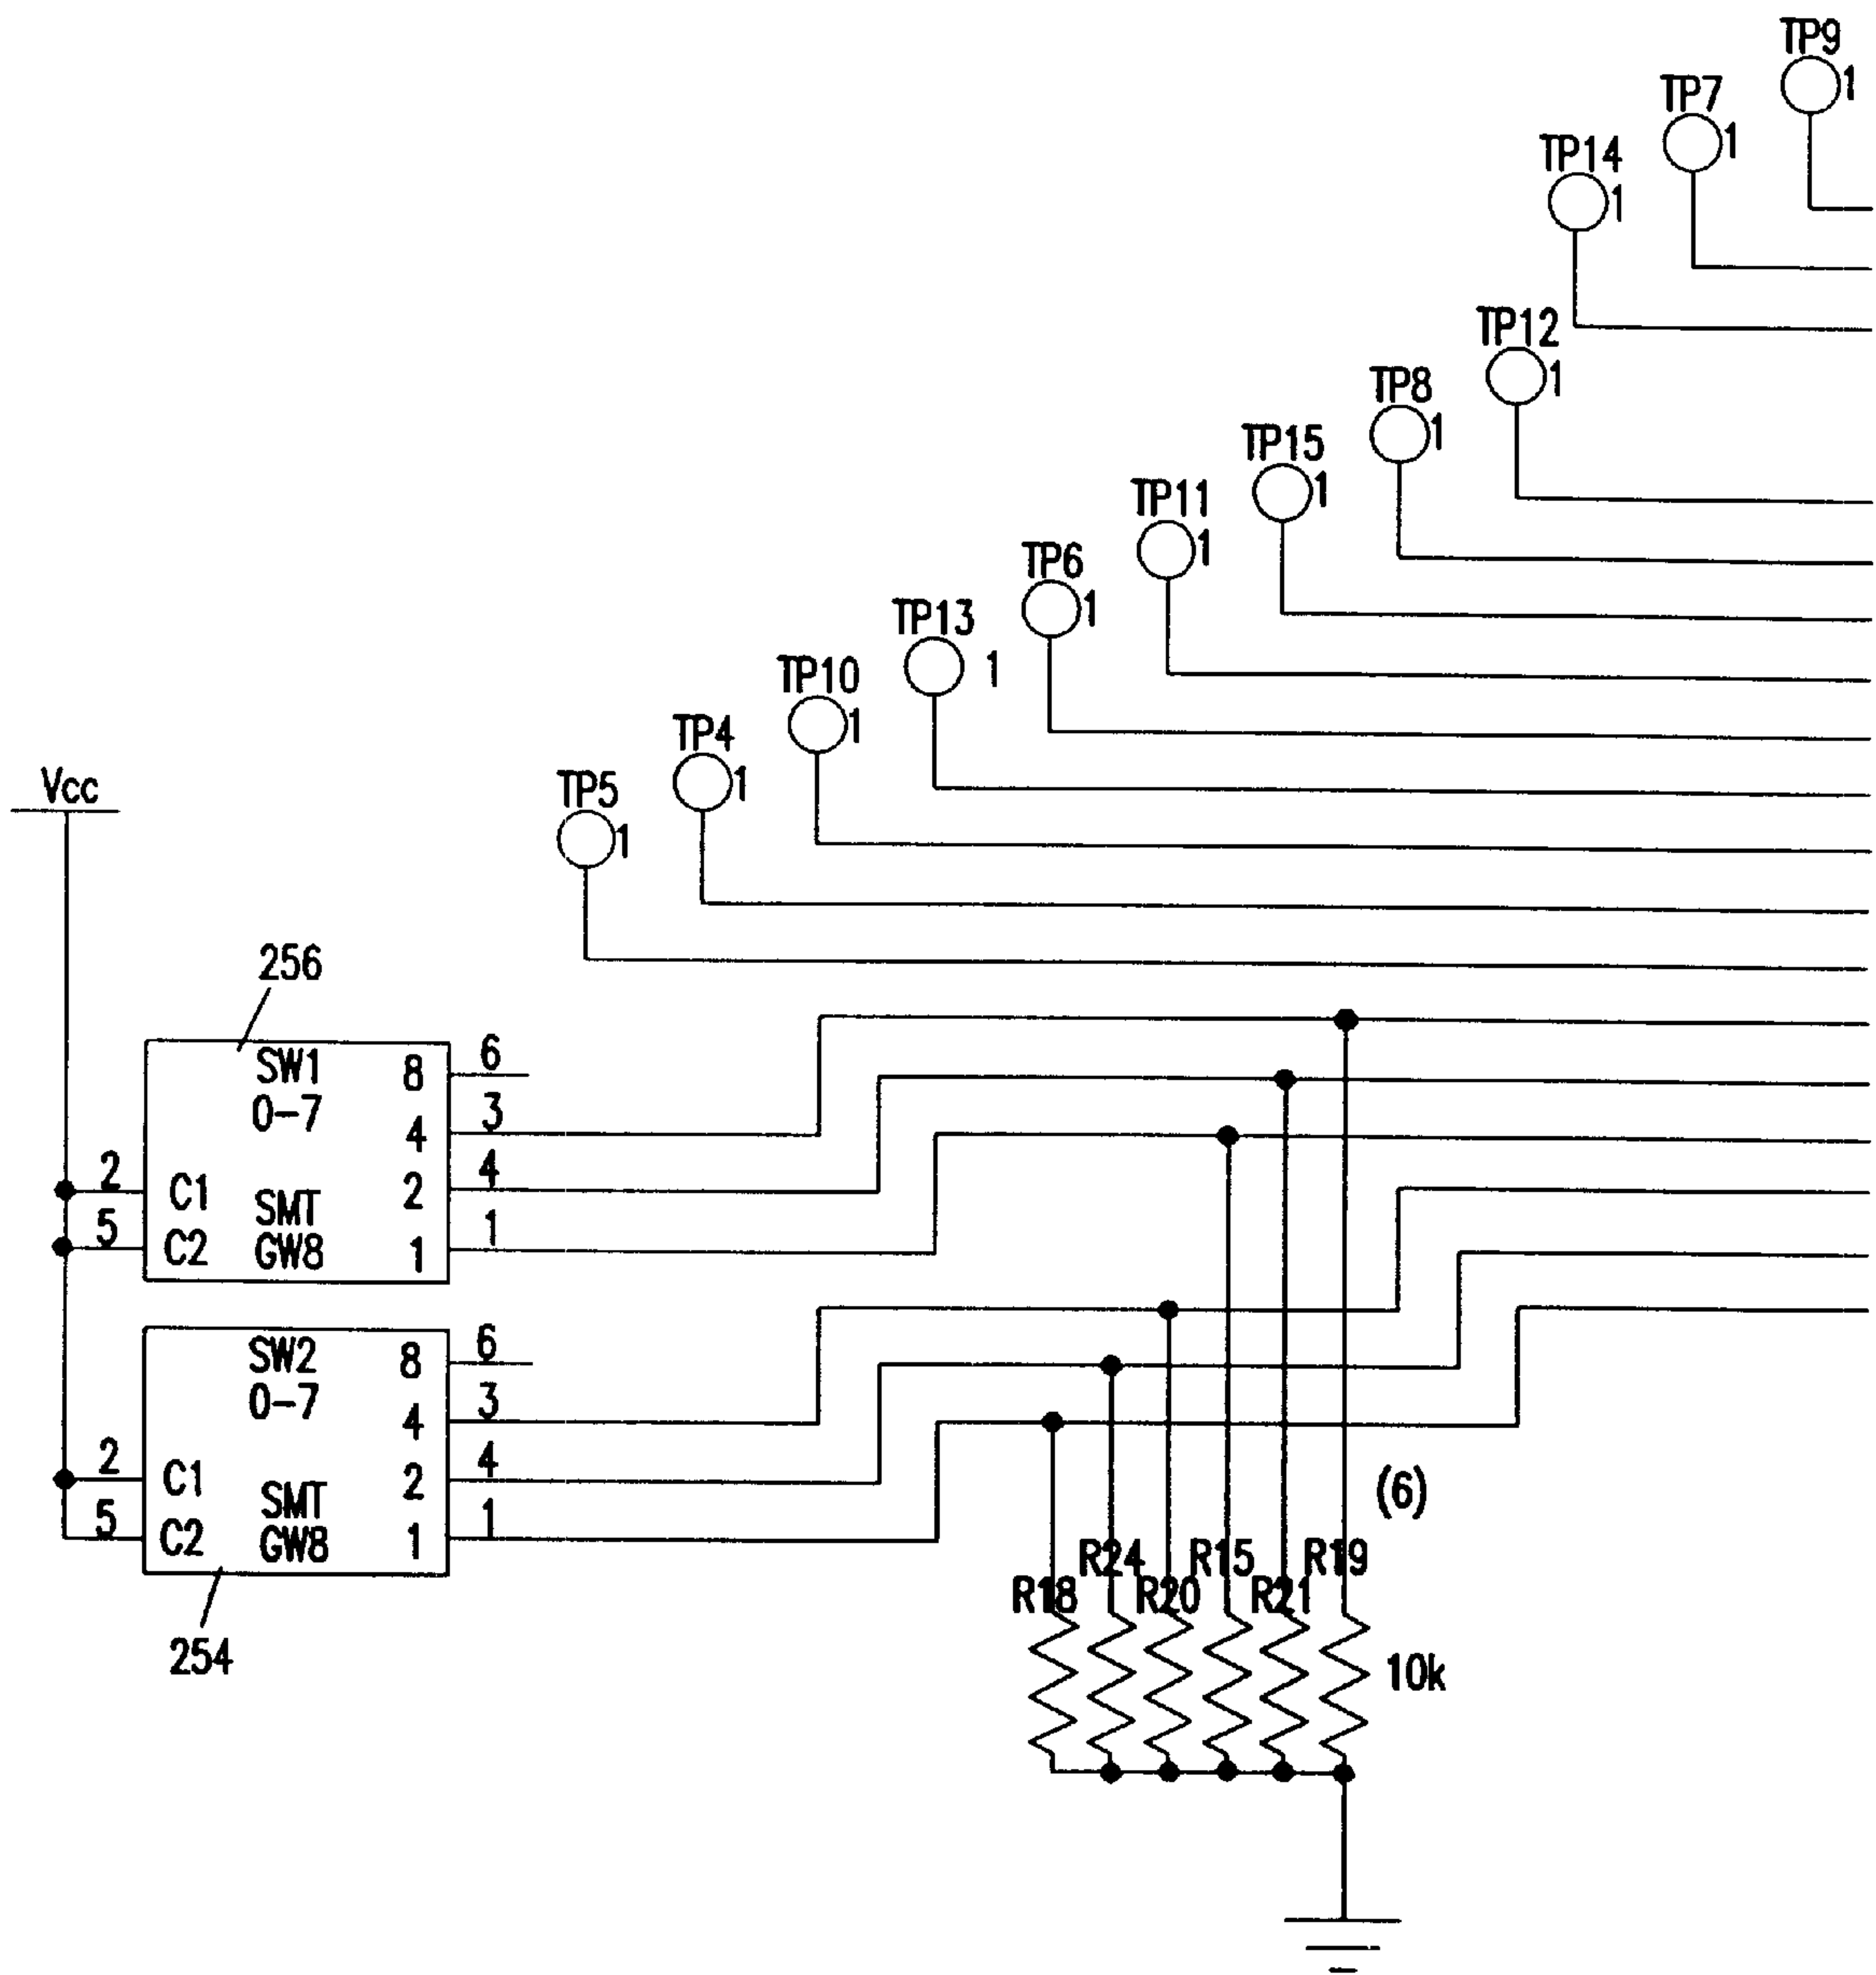 TP9
1
TP7
1
TP14
1
TP12
1
TP8
1
TP15
1
TP11
1
TP6
1
TP13
1
TP10
1
TP4
1
TP5
1
Vcc
256
SW1
0-7
SMT
GW8
8
4
2
1
6
3
4
1
2
C1
5
C2
SW2
0-7
SMT
GW8
8
4
2
1
6
3
4
1
2
C1
5
C2
254
(6)
R24
R15
R19
R18
R20
R21
10k